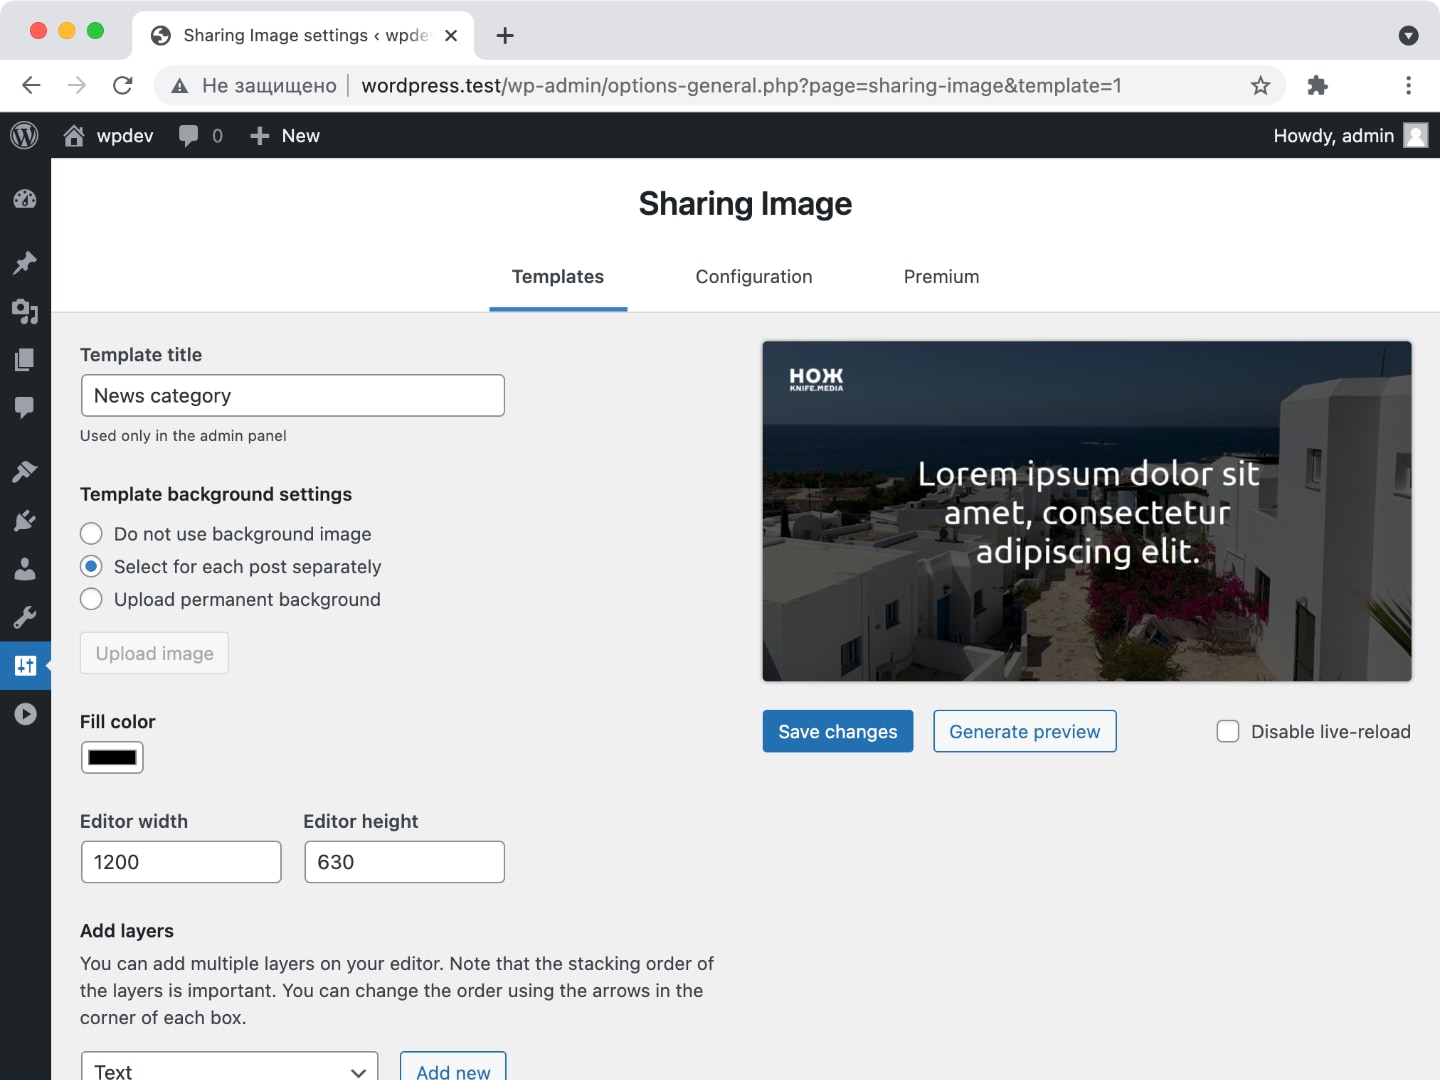 Sharing Image settings ‹ wpde
Не защищено
wordpress.test/wp-admin/options-general.php?page=sharing-image&template=1
wpdev
0
New
Howdy, admin
Sharing Image
Templates
Configuration
Premium
Template title
News category
Used only in the admin panel
Template background settings
Do not use background image
Select for each post separately
Upload permanent background
Upload image
Fill color
Editor width
Editor height
1200
630
Add layers
You can add multiple layers on your editor. Note that the stacking order of
the layers is important. You can change the order using the arrows in the
corner of each box.
Text
Add new
НОЖ
KNIFE.MEDIA
Lorem ipsum dolor sit
amet, consectetur
adipiscing elit.
Save changes
Generate preview
Disable live-reload